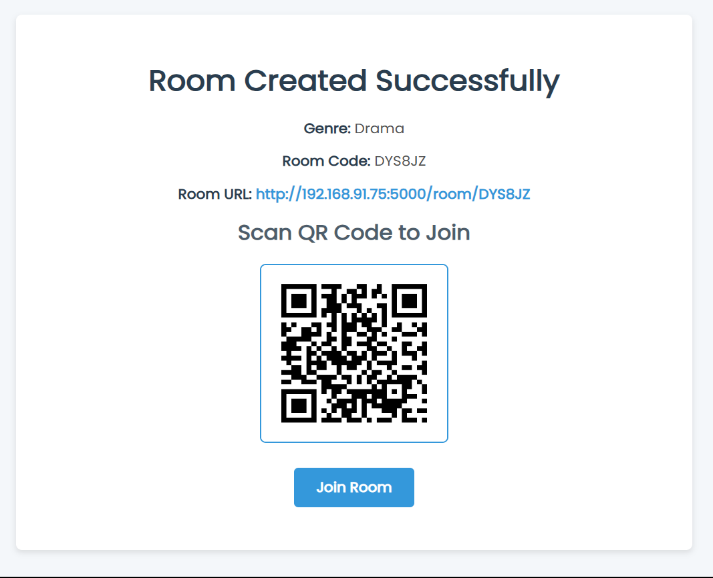 Room Created Successfully
Genre: Drama
Room Code: DYS8JZ
Room URL: http://192.168.91.75:5000/room/DYS8JZ
Scan QR Code to Join
Join Room